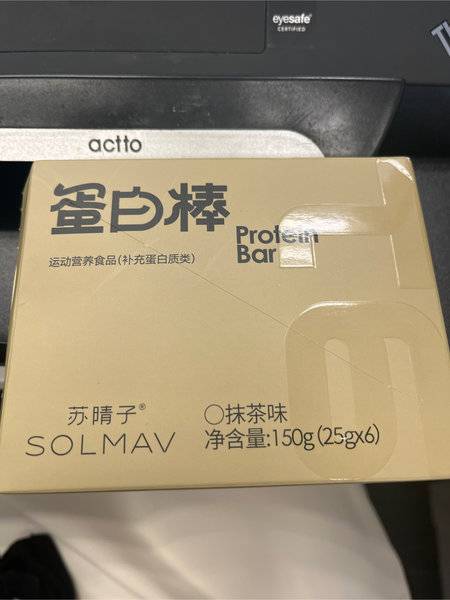 eyesafe®
CERTIFIED
actto
蛋白棒
Protein
Bar
运动营养食品(补充蛋白质类)
苏晴子®
SOLMAV
○抹茶味
净含量:150g(25gx6)